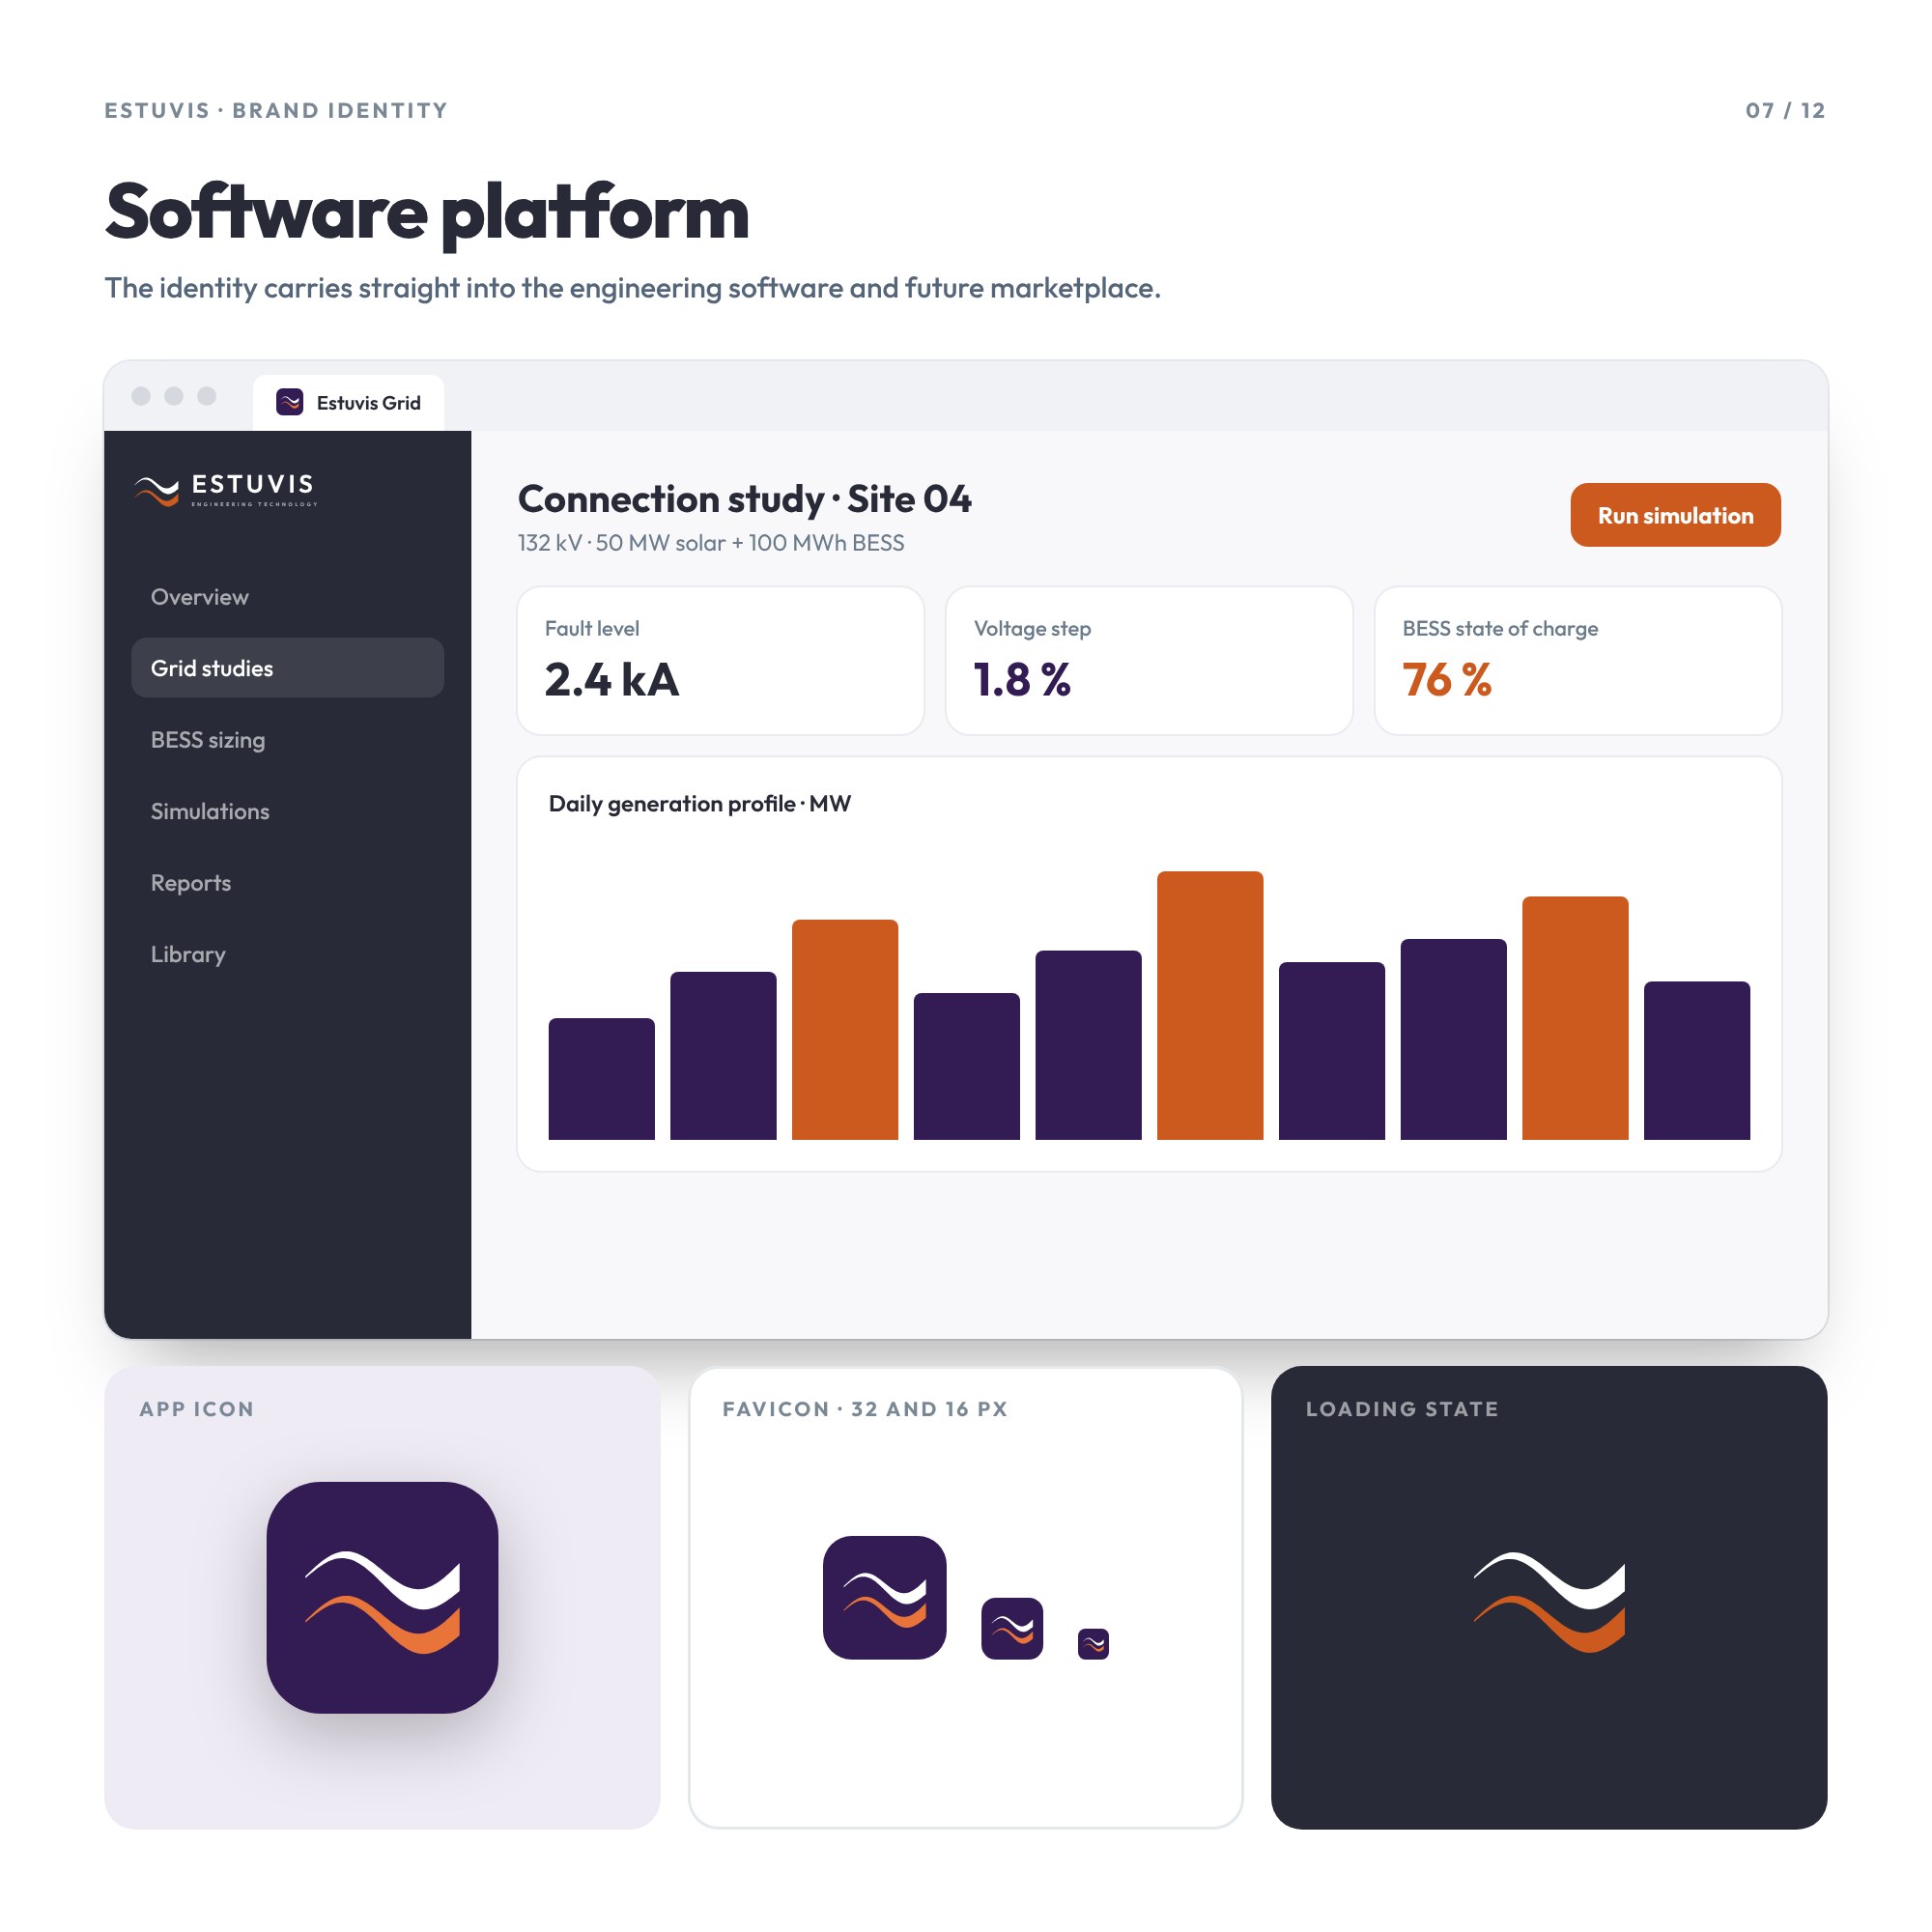 ESTUVIS · BRAND IDENTITY
07 / 12
Software platform
The identity carries straight into the engineering software and future marketplace.
Estuvis Grid
ESTUVIS
ENGINEERING TECHNOLOGY
Overview
Grid studies
BESS sizing
Simulations
Reports
Library
Connection study · Site 04
132 kV · 50 MW solar + 100 MWh BESS
Run simulation
Fault level
2.4 kA
Voltage step
1.8 %
BESS state of charge
76 %
Daily generation profile · MW
APP ICON
FAVICON · 32 AND 16 PX
LOADING STATE